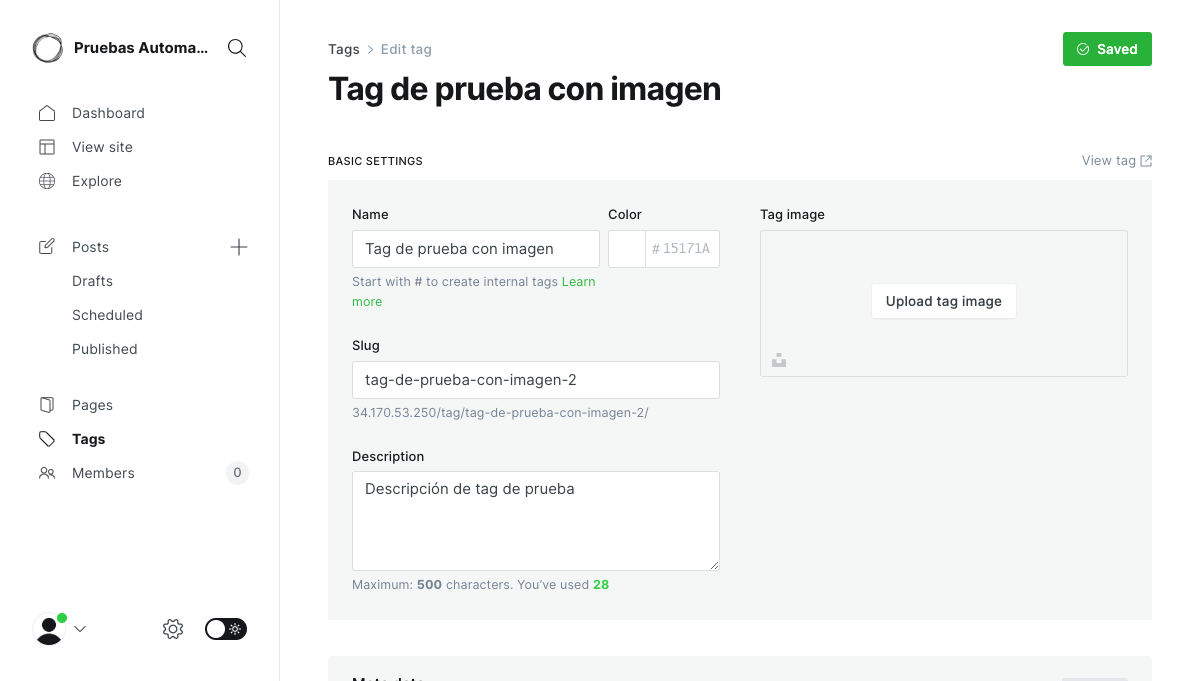 Pruebas Automa...
Dashboard
View site
Explore
Posts
Drafts
Scheduled
Published
Pages
Tags
Members
0
Tags > Edit tag
Saved
Tag de prueba con imagen
BASIC SETTINGS
View tag
Name
Tag de prueba con imagen
Start with # to create internal tags Learn
more
Color
# 15171A
Slug
tag-de-prueba-con-imagen-2
34.170.53.250/tag/tag-de-prueba-con-imagen-2/
Description
Descripción de tag de prueba
Maximum: 500 characters. You’ve used 28
Tag image
Upload tag image